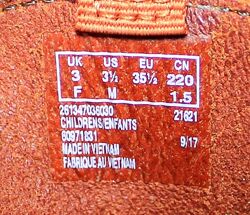 UK US EU CN
3 3½ 35½ 220
F M 1.5
261347036030 21621
CHILDRENS/ENFANTS
60971831
MADE IN VIETNAM 9/17
FABRIQUE AU VIETNAM